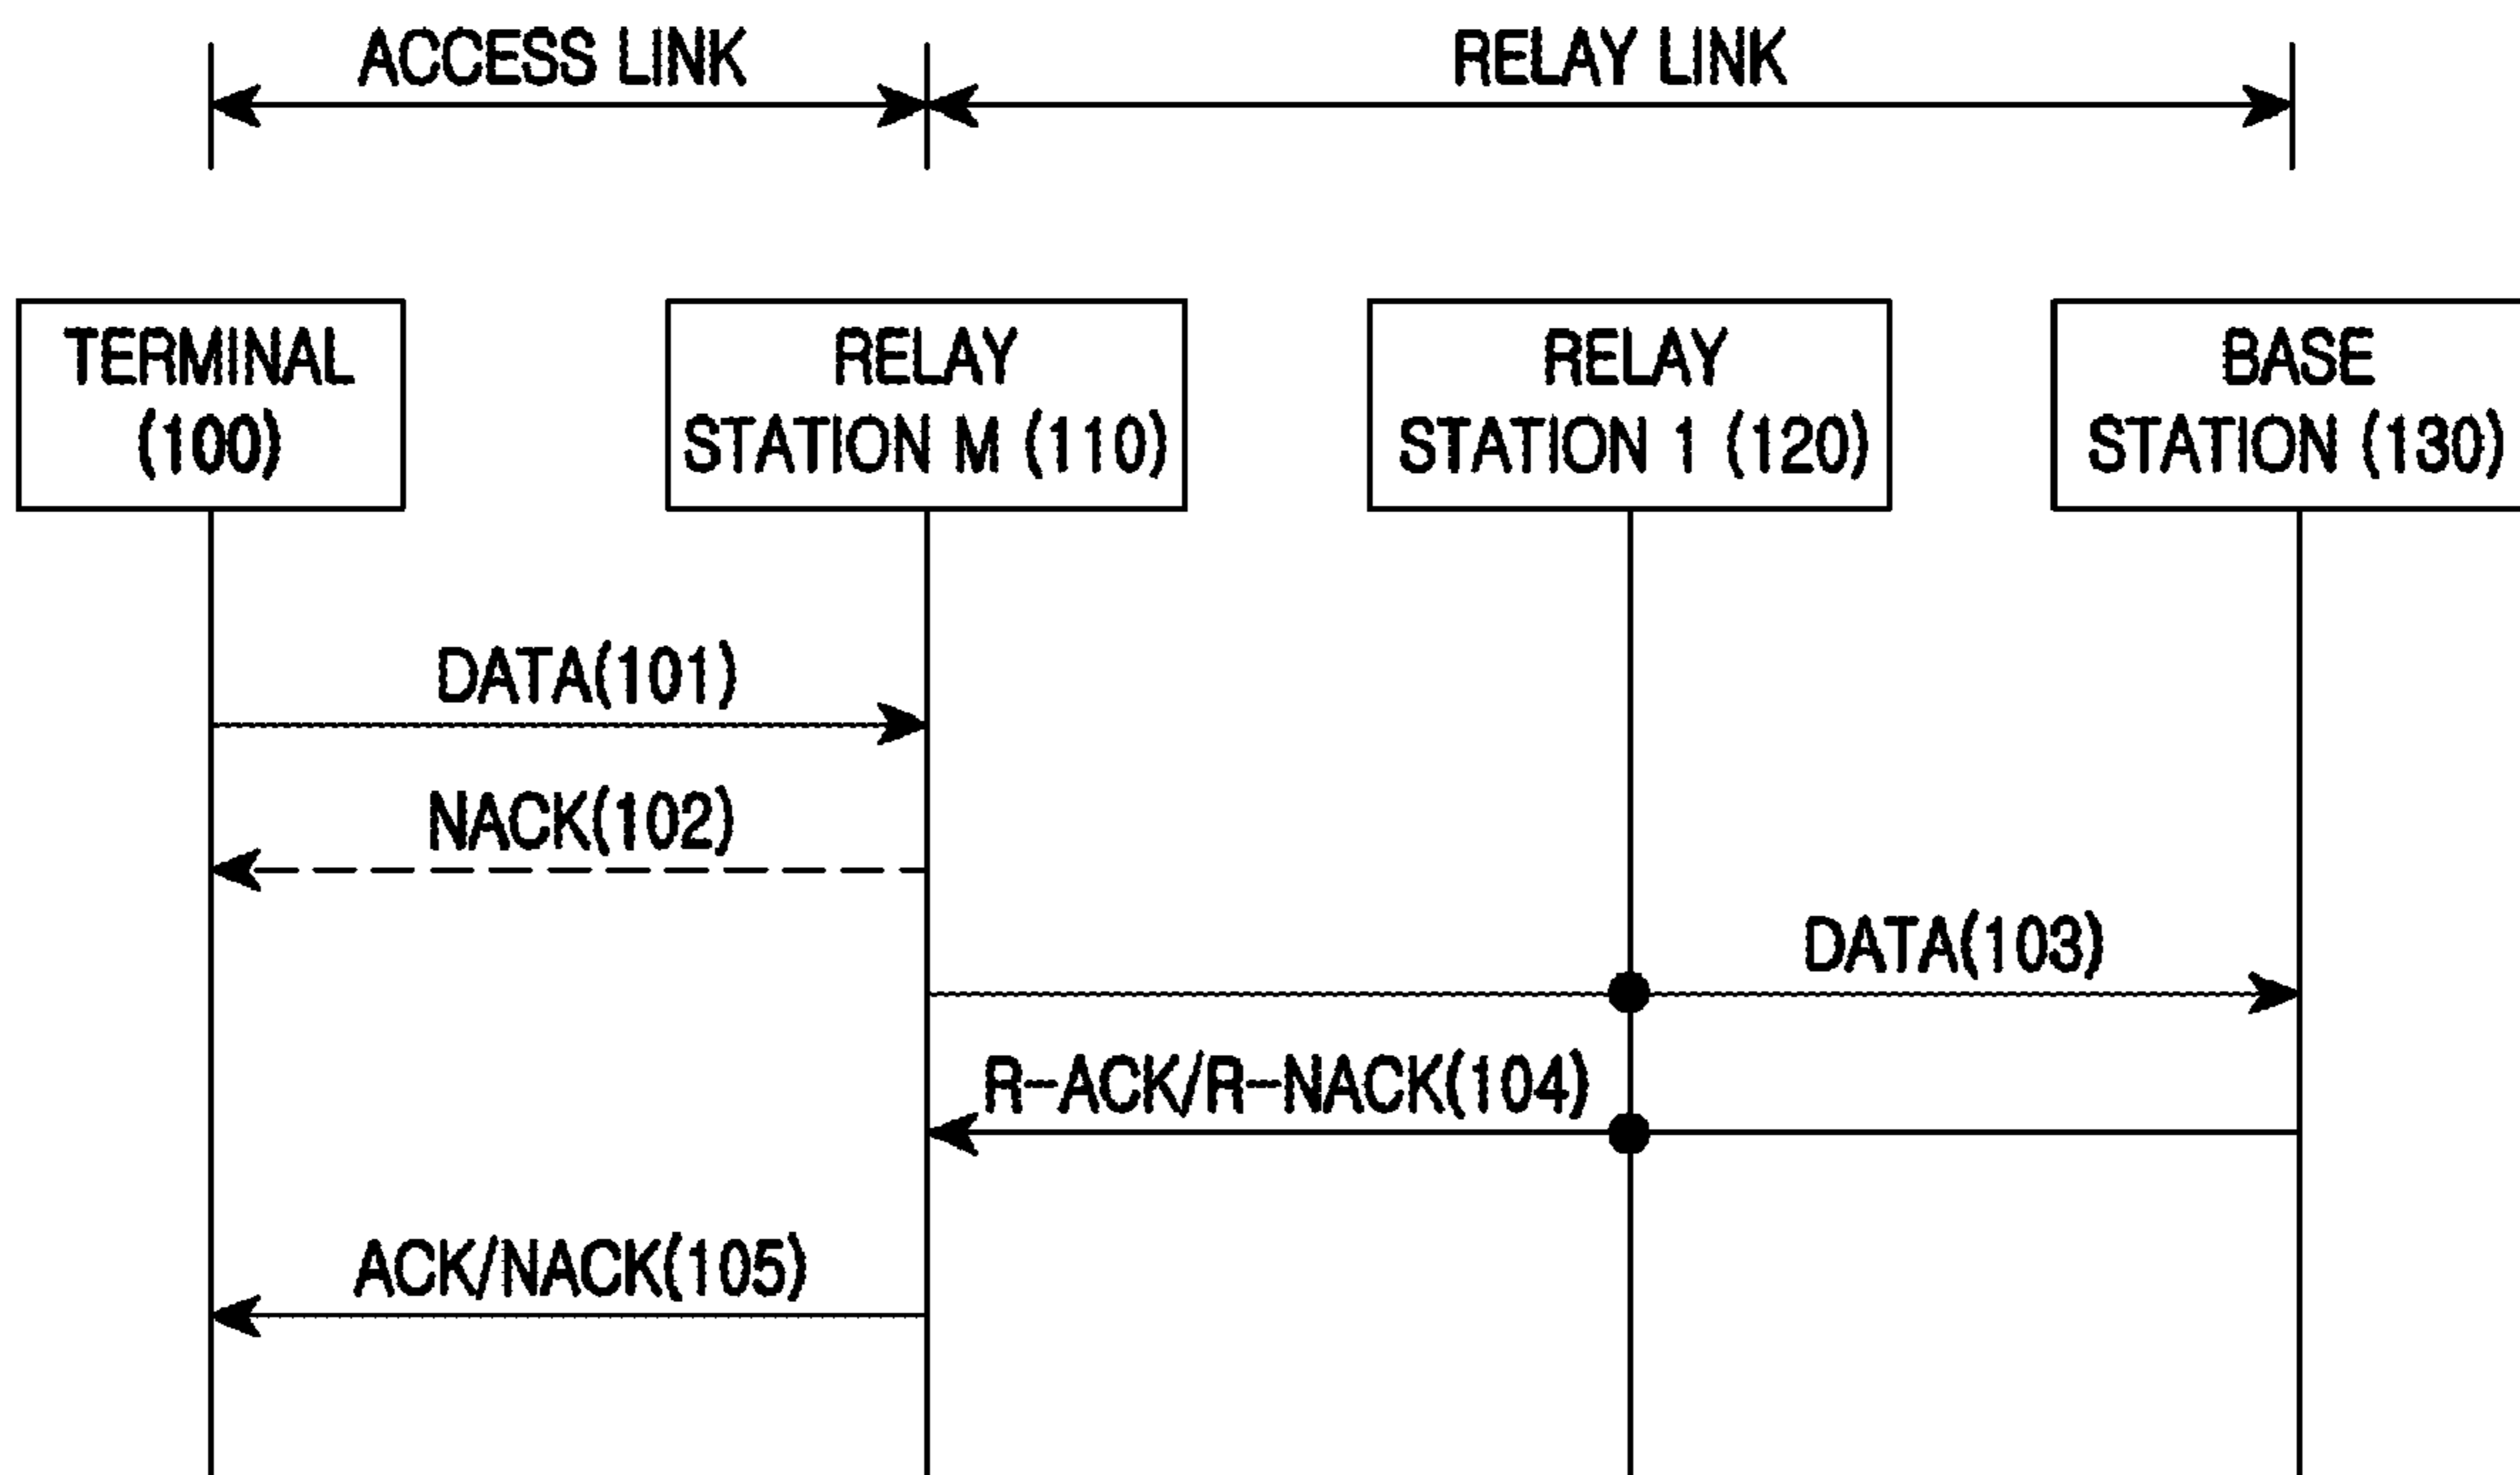 ACCESS LINK
RELAY LINK
TERMINAL
(100)
RELAY
STATION M (110)
RELAY
STATION 1 (120)
BASE
STATION (130)
DATA(101)
NACK(102)
DATA(103)
R-ACK/R-NACK(104)
ACK/NACK(105)